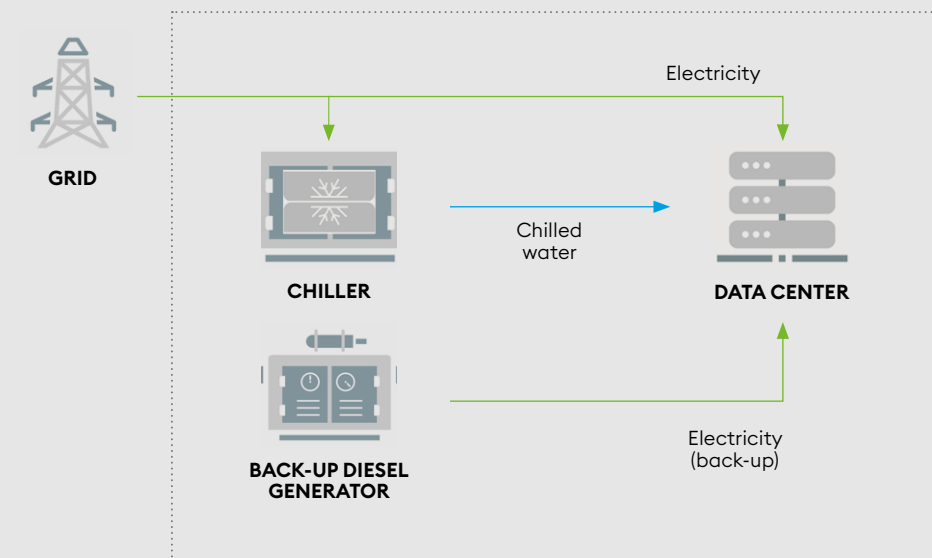 Electricity
GRID
Chilled
water
CHILLER
DATA CENTER
Electricity
(back-up)
BACK-UP DIESEL
GENERATOR